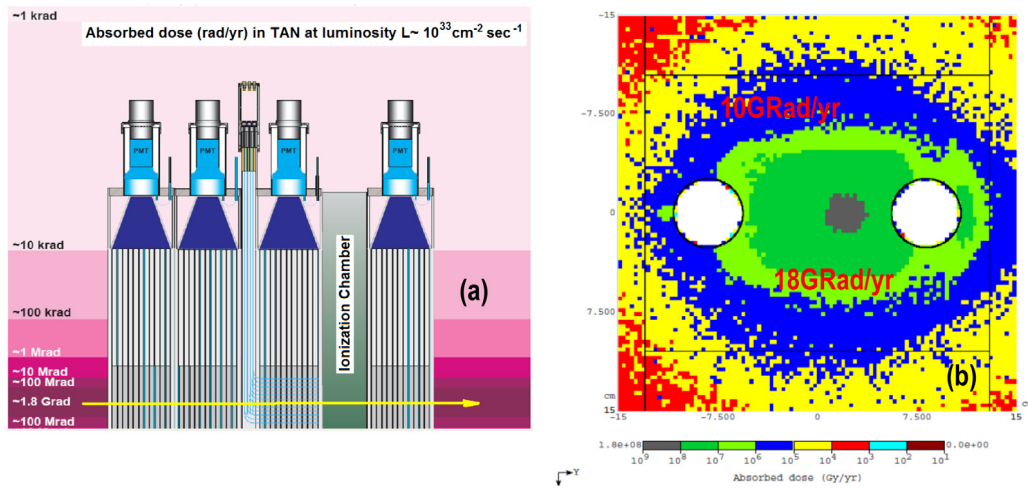 ~1 krad
Absorbed dose (rad/yr) in TAN at luminosity L~ 10³³cm⁻² sec⁻¹
PMT PMT PMT PMT
~10 krad
~100 krad
~1 Mrad
~10 Mrad
~100 Mrad
~1.8 Grad
~100 Mrad
Ionization Chamber
(a)
-15
-7.500
0
7.500
cm
15
-15 -7.500 0 7.500 15
10GRad/yr
18GRad/yr
(b)
G
1.8e+08 0.0e+00
10⁹ 10⁸ 10⁷ 10⁶ 10⁵ 10⁴ 10³ 10² 10¹
Absorbed dose (Gy/yr)
Y